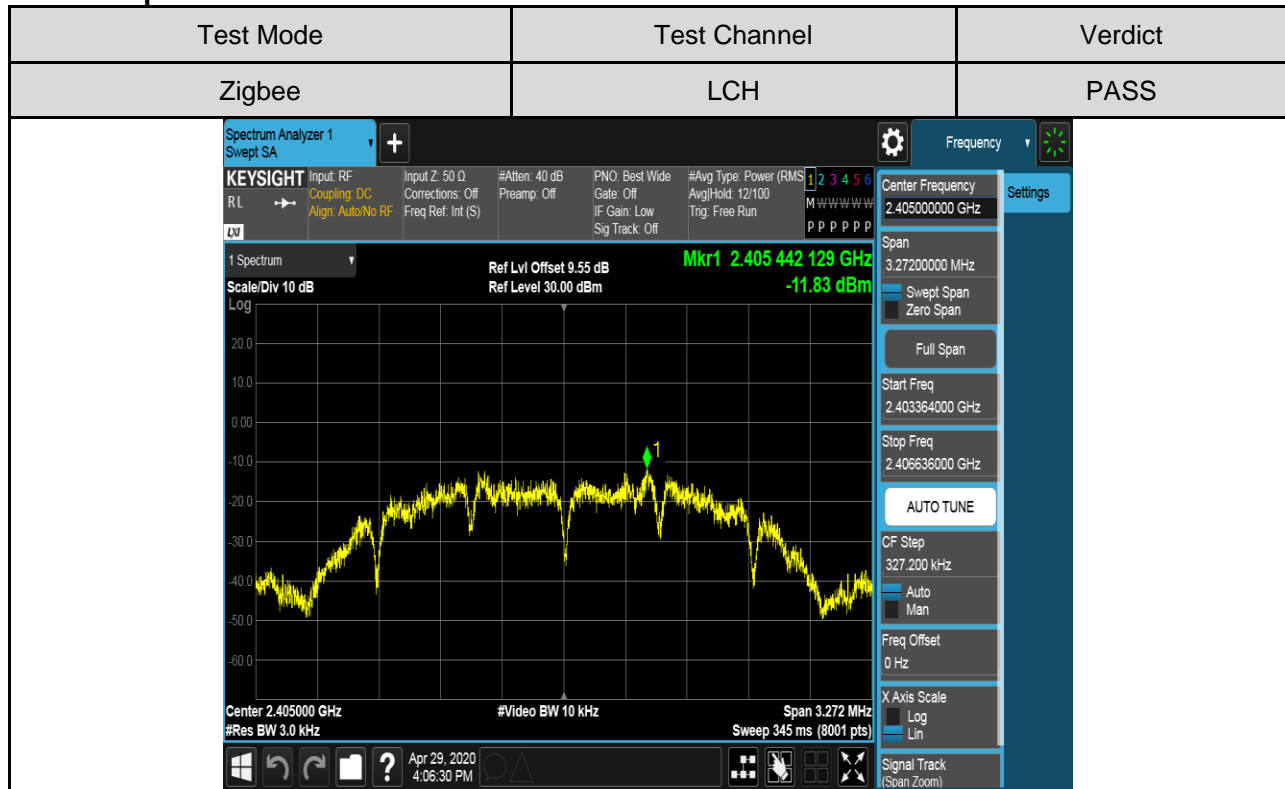 Test Mode Test Channel Verdict
Zigbee LCH PASS
Spectrum Analyzer 1
Swept SA
Frequency
KEYSIGHT
RL
LXI
Input: RF
Coupling: DC
Align: Auto/No RF
Input Z: 50 Ω
Corrections: Off
Freq Ref: Int (S)
#Atten: 40 dB
Preamp: Off
PNO: Best Wide
Gate: Off
IF Gain: Low
Sig Track: Off
#Avg Type: Power (RMS
Avg|Hold: 12/100
Trig: Free Run
1 2 3 4 5 6
M W W W W W
P P P P P P
1 Spectrum
Scale/Div 10 dB
Ref Lvl Offset 9.55 dB
Ref Level 30.00 dBm
Mkr1 2.405 442 129 GHz
-11.83 dBm
Log
20.0
10.0
0.00
-10.0
-20.0
-30.0
-40.0
-50.0
-60.0
1
Center 2.405000 GHz
#Res BW 3.0 kHz
#Video BW 10 kHz
Span 3.272 MHz
Sweep 345 ms (8001 pts)
?
Apr 29, 2020
4:06:30 PM
Center Frequency
2.405000000 GHz
Span
3.27200000 MHz
Swept Span
Zero Span
Full Span
Start Freq
2.403364000 GHz
Stop Freq
2.406636000 GHz
AUTO TUNE
CF Step
327.200 kHz
Auto
Man
Freq Offset
0 Hz
X Axis Scale
Log
Lin
Signal Track
(Span Zoom)
Settings